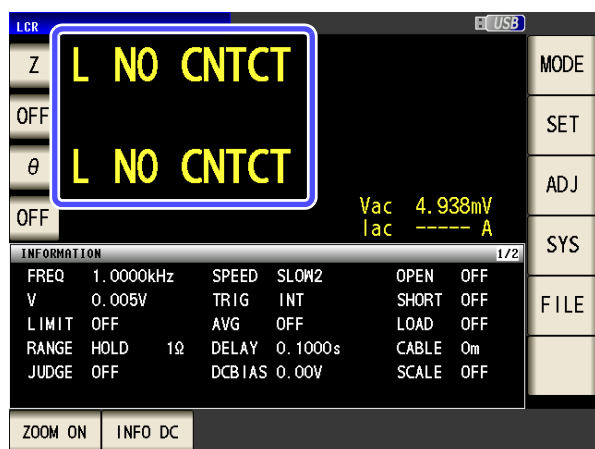 LCR USB
Z L NO CNTCT MODE
OFF SET
θ L NO CNTCT ADJ
OFF Vac 4.938mV
Iac ----- A SYS
INFORMATION 1/2
FREQ 1.0000kHz SPEED SLOW2 OPEN OFF
V 0.005V TRIG INT SHORT OFF FILE
LIMIT OFF AVG OFF LOAD OFF
RANGE HOLD 1Ω DELAY 0.1000s CABLE 0m
JUDGE OFF DCBIAS 0.00V SCALE OFF
ZOOM ON INFO DC